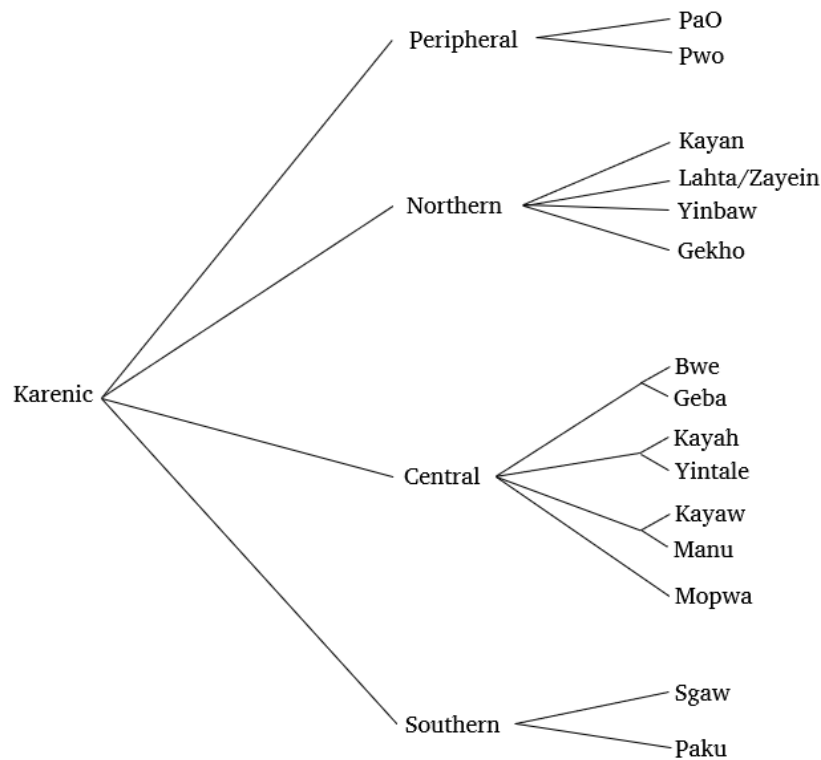 PaO
Peripheral
Pwo
Kayan
Lahta/Zayein
Northern
Yinbaw
Gekho
Bwe
Karenic
Geba
Kayah
Central
Yintale
Kayaw
Manu
Mopwa
Sgaw
Southern
Paku